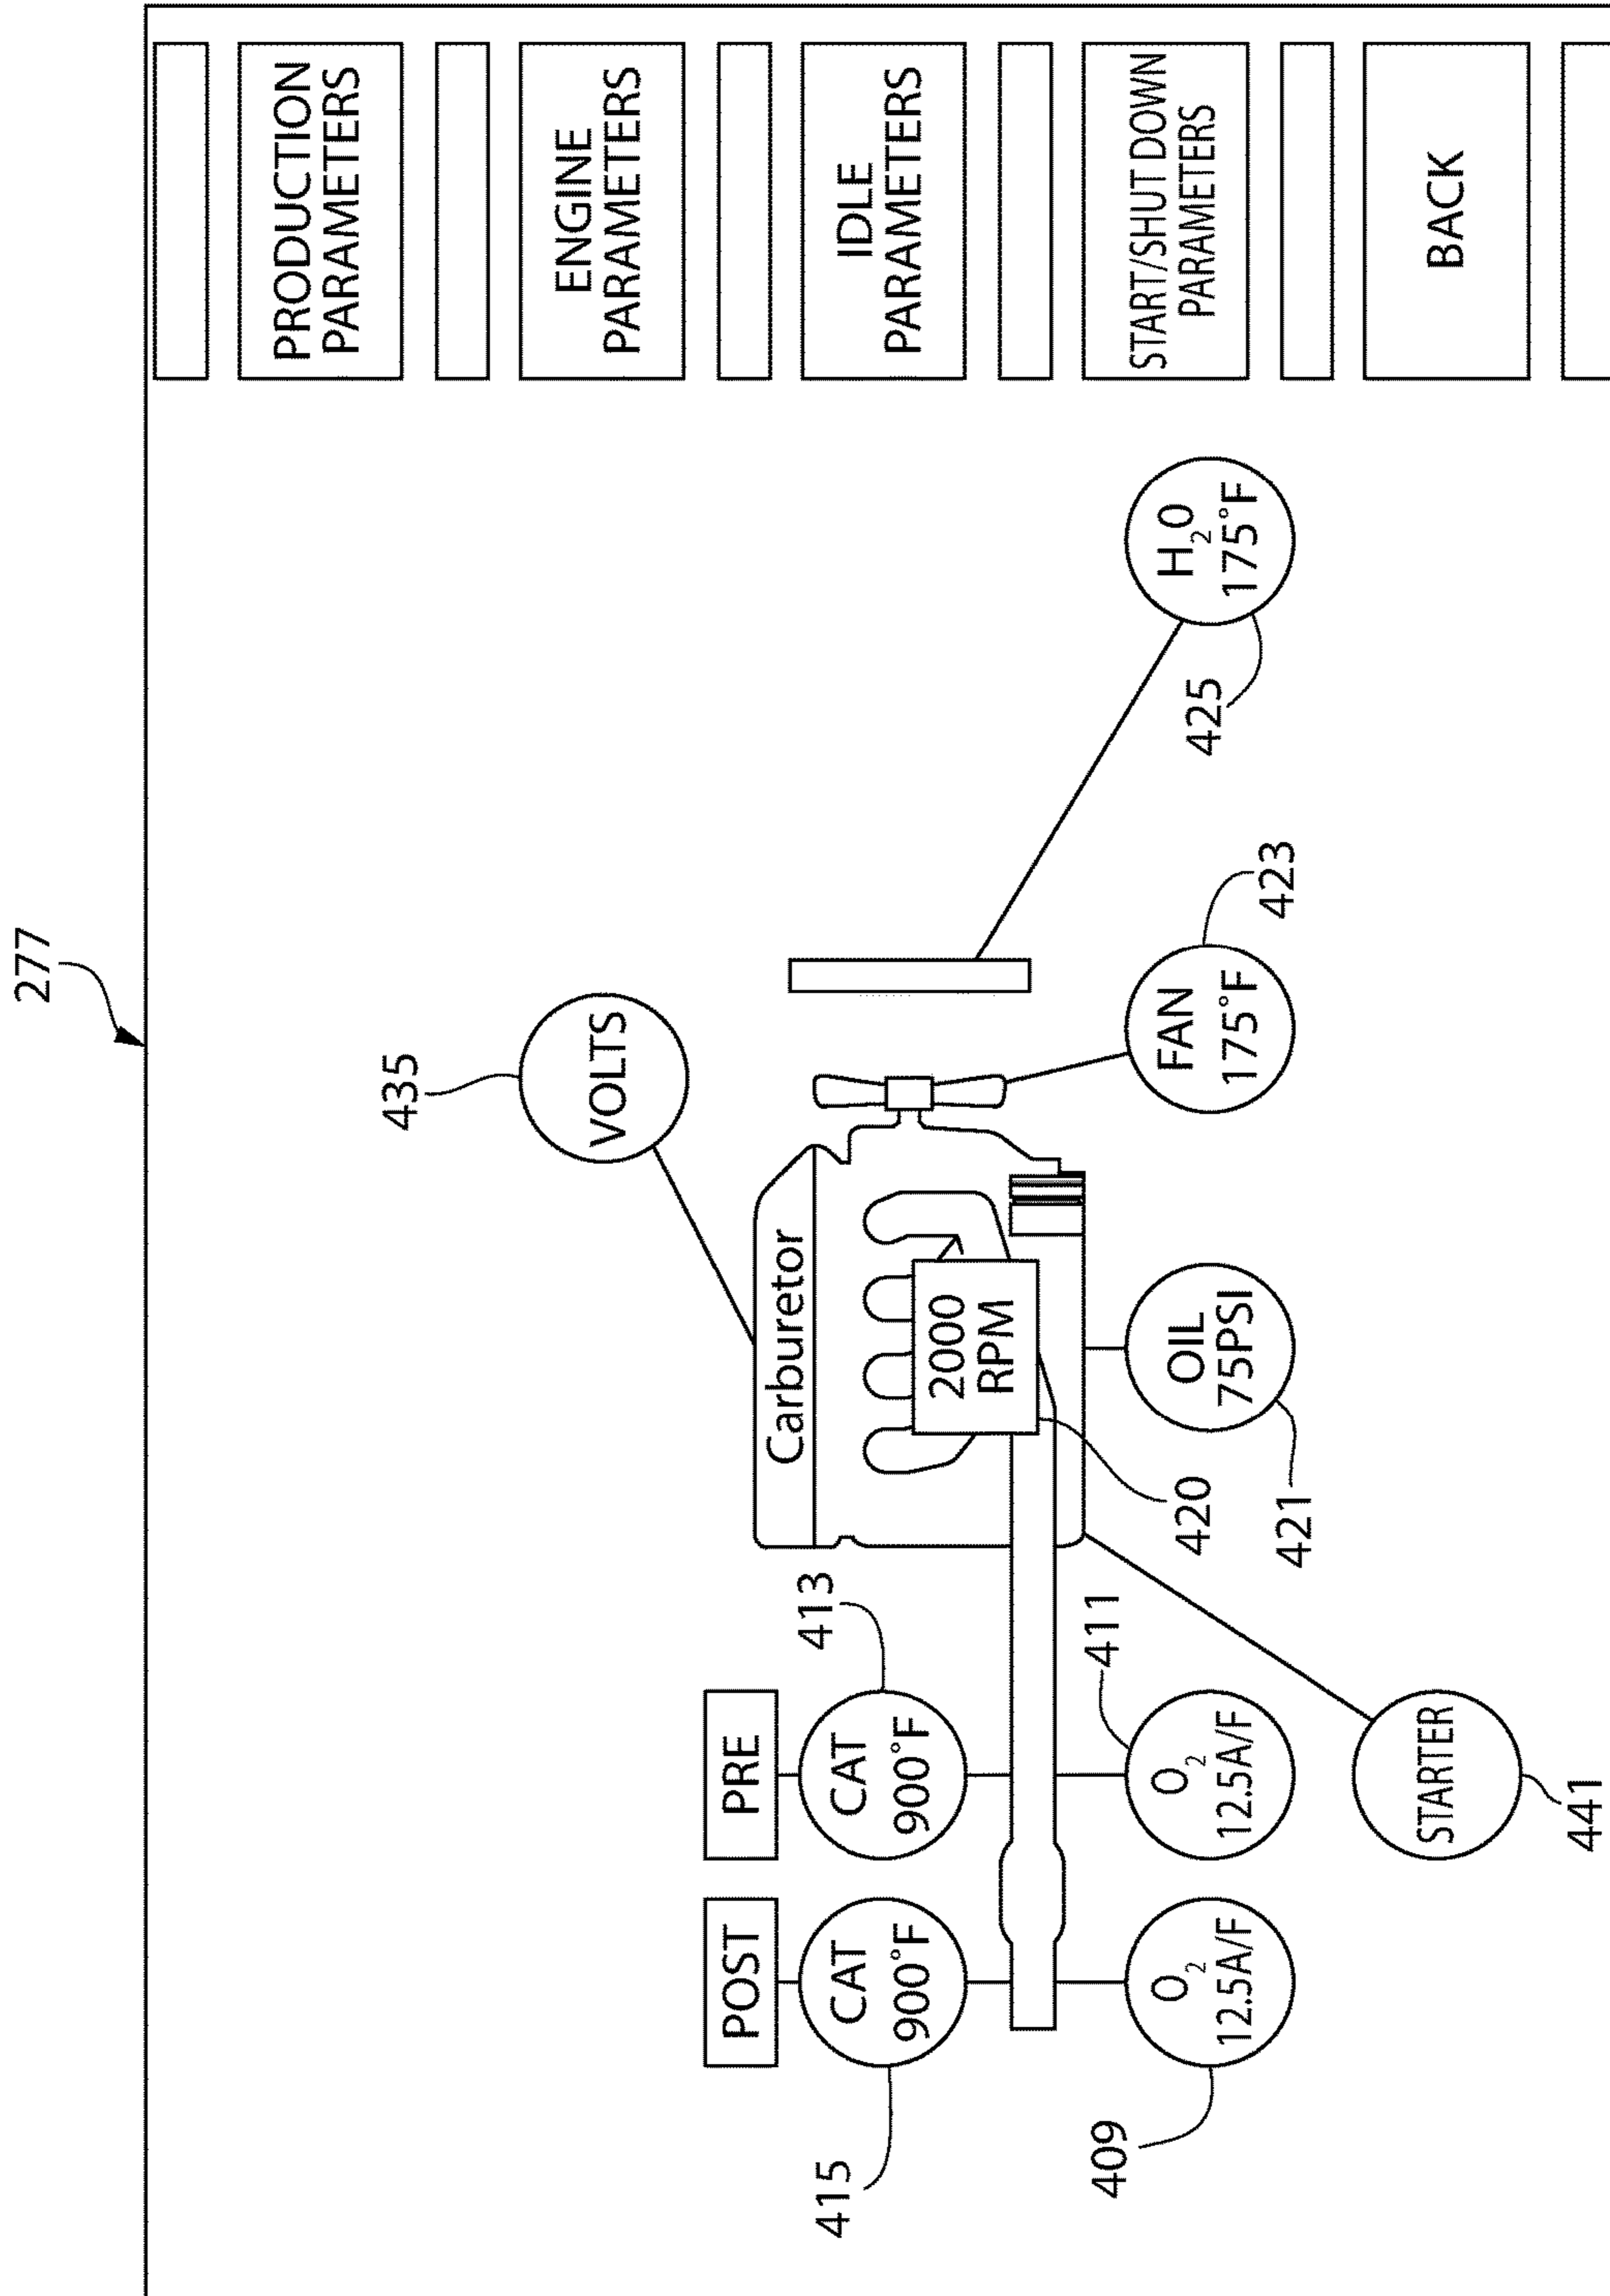 277
435
VOLTS
POST
PRE
415
CAT
900°F
413
CAT
900°F
Carburetor
2000
RPM
420
409
O2
12.5A/F
411
O2
12.5A/F
421
OIL
75PSI
FAN
175°F
423
425
H2O
175°F
STARTER
441
PRODUCTION
PARAMETERS
ENGINE
PARAMETERS
IDLE
PARAMETERS
START/SHUT DOWN
PARAMETERS
BACK